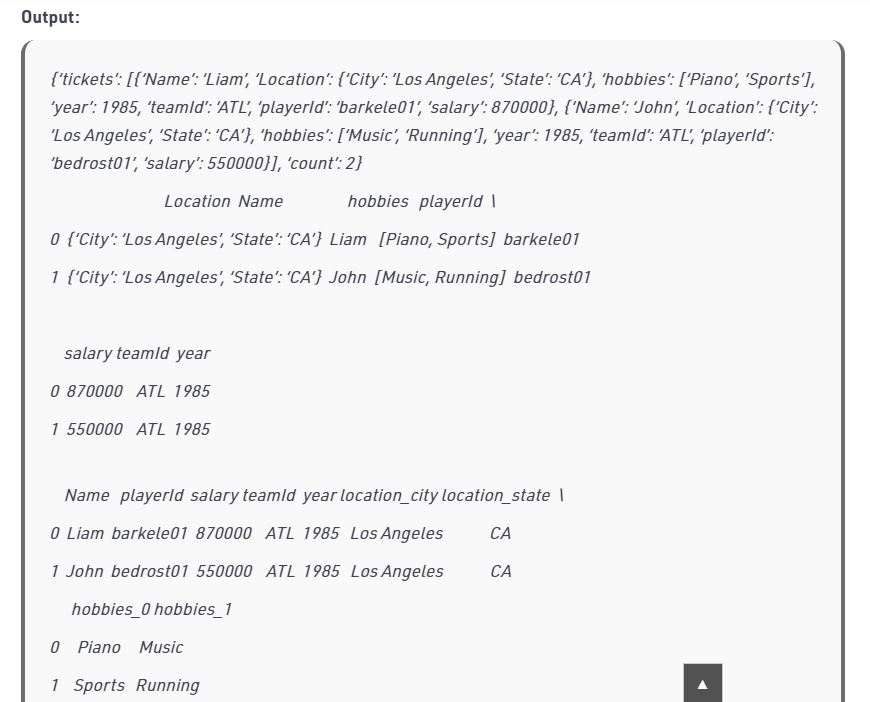 Output:
{‘tickets’: [{‘Name’: ‘Liam’, ‘Location’: {‘City’: ‘Los Angeles’, ‘State’: ‘CA’}, ‘hobbies’: [‘Piano’, ‘Sports’],
‘year’: 1985, ‘teamId’: ‘ATL’, ‘playerId’: ‘barkele01’, ‘salary’: 870000}, {‘Name’: ‘John’, ‘Location’: {‘City’:
‘Los Angeles’, ‘State’: ‘CA’}, ‘hobbies’: [‘Music’, ‘Running’], ‘year’: 1985, ‘teamId’: ‘ATL’, ‘playerId’:
‘bedrost01’, ‘salary’: 550000}], ‘count’: 2}
Location Name hobbies playerId \
0 {‘City’: ‘Los Angeles’, ‘State’: ‘CA’} Liam [Piano, Sports] barkele01
1 {‘City’: ‘Los Angeles’, ‘State’: ‘CA’} John [Music, Running] bedrost01
salary teamId year
0 870000 ATL 1985
1 550000 ATL 1985
Name playerId salary teamId year location_city location_state \
0 Liam barkele01 870000 ATL 1985 Los Angeles CA
1 John bedrost01 550000 ATL 1985 Los Angeles CA
hobbies_0 hobbies_1
0 Piano Music
1 Sports Running